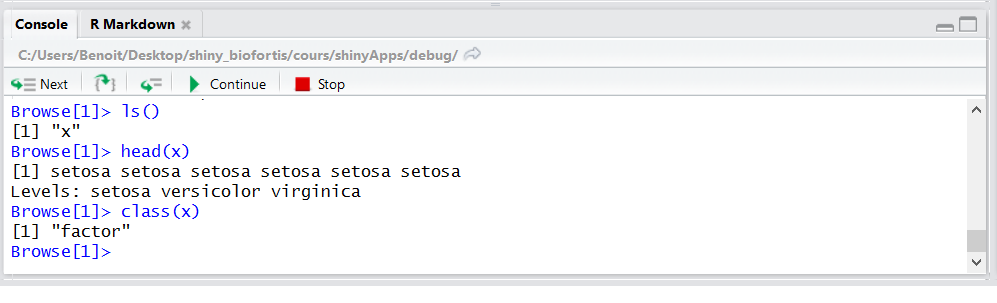 Console R Markdown
C:/Users/Benoit/Desktop/shiny_biofortis/cours/shinyApps/debug/
Next Continue Stop
Browse[1]> ls()
[1] "x"
Browse[1]> head(x)
[1] setosa setosa setosa setosa setosa setosa
Levels: setosa versicolor virginica
Browse[1]> class(x)
[1] "factor"
Browse[1]>